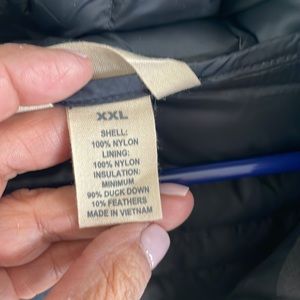 XXL
SHELL:
100% NYLON
LINING:
100% NYLON
INSULATION:
MINIMUM
90% DUCK DOWN
10% FEATHERS
MADE IN VIETNAM